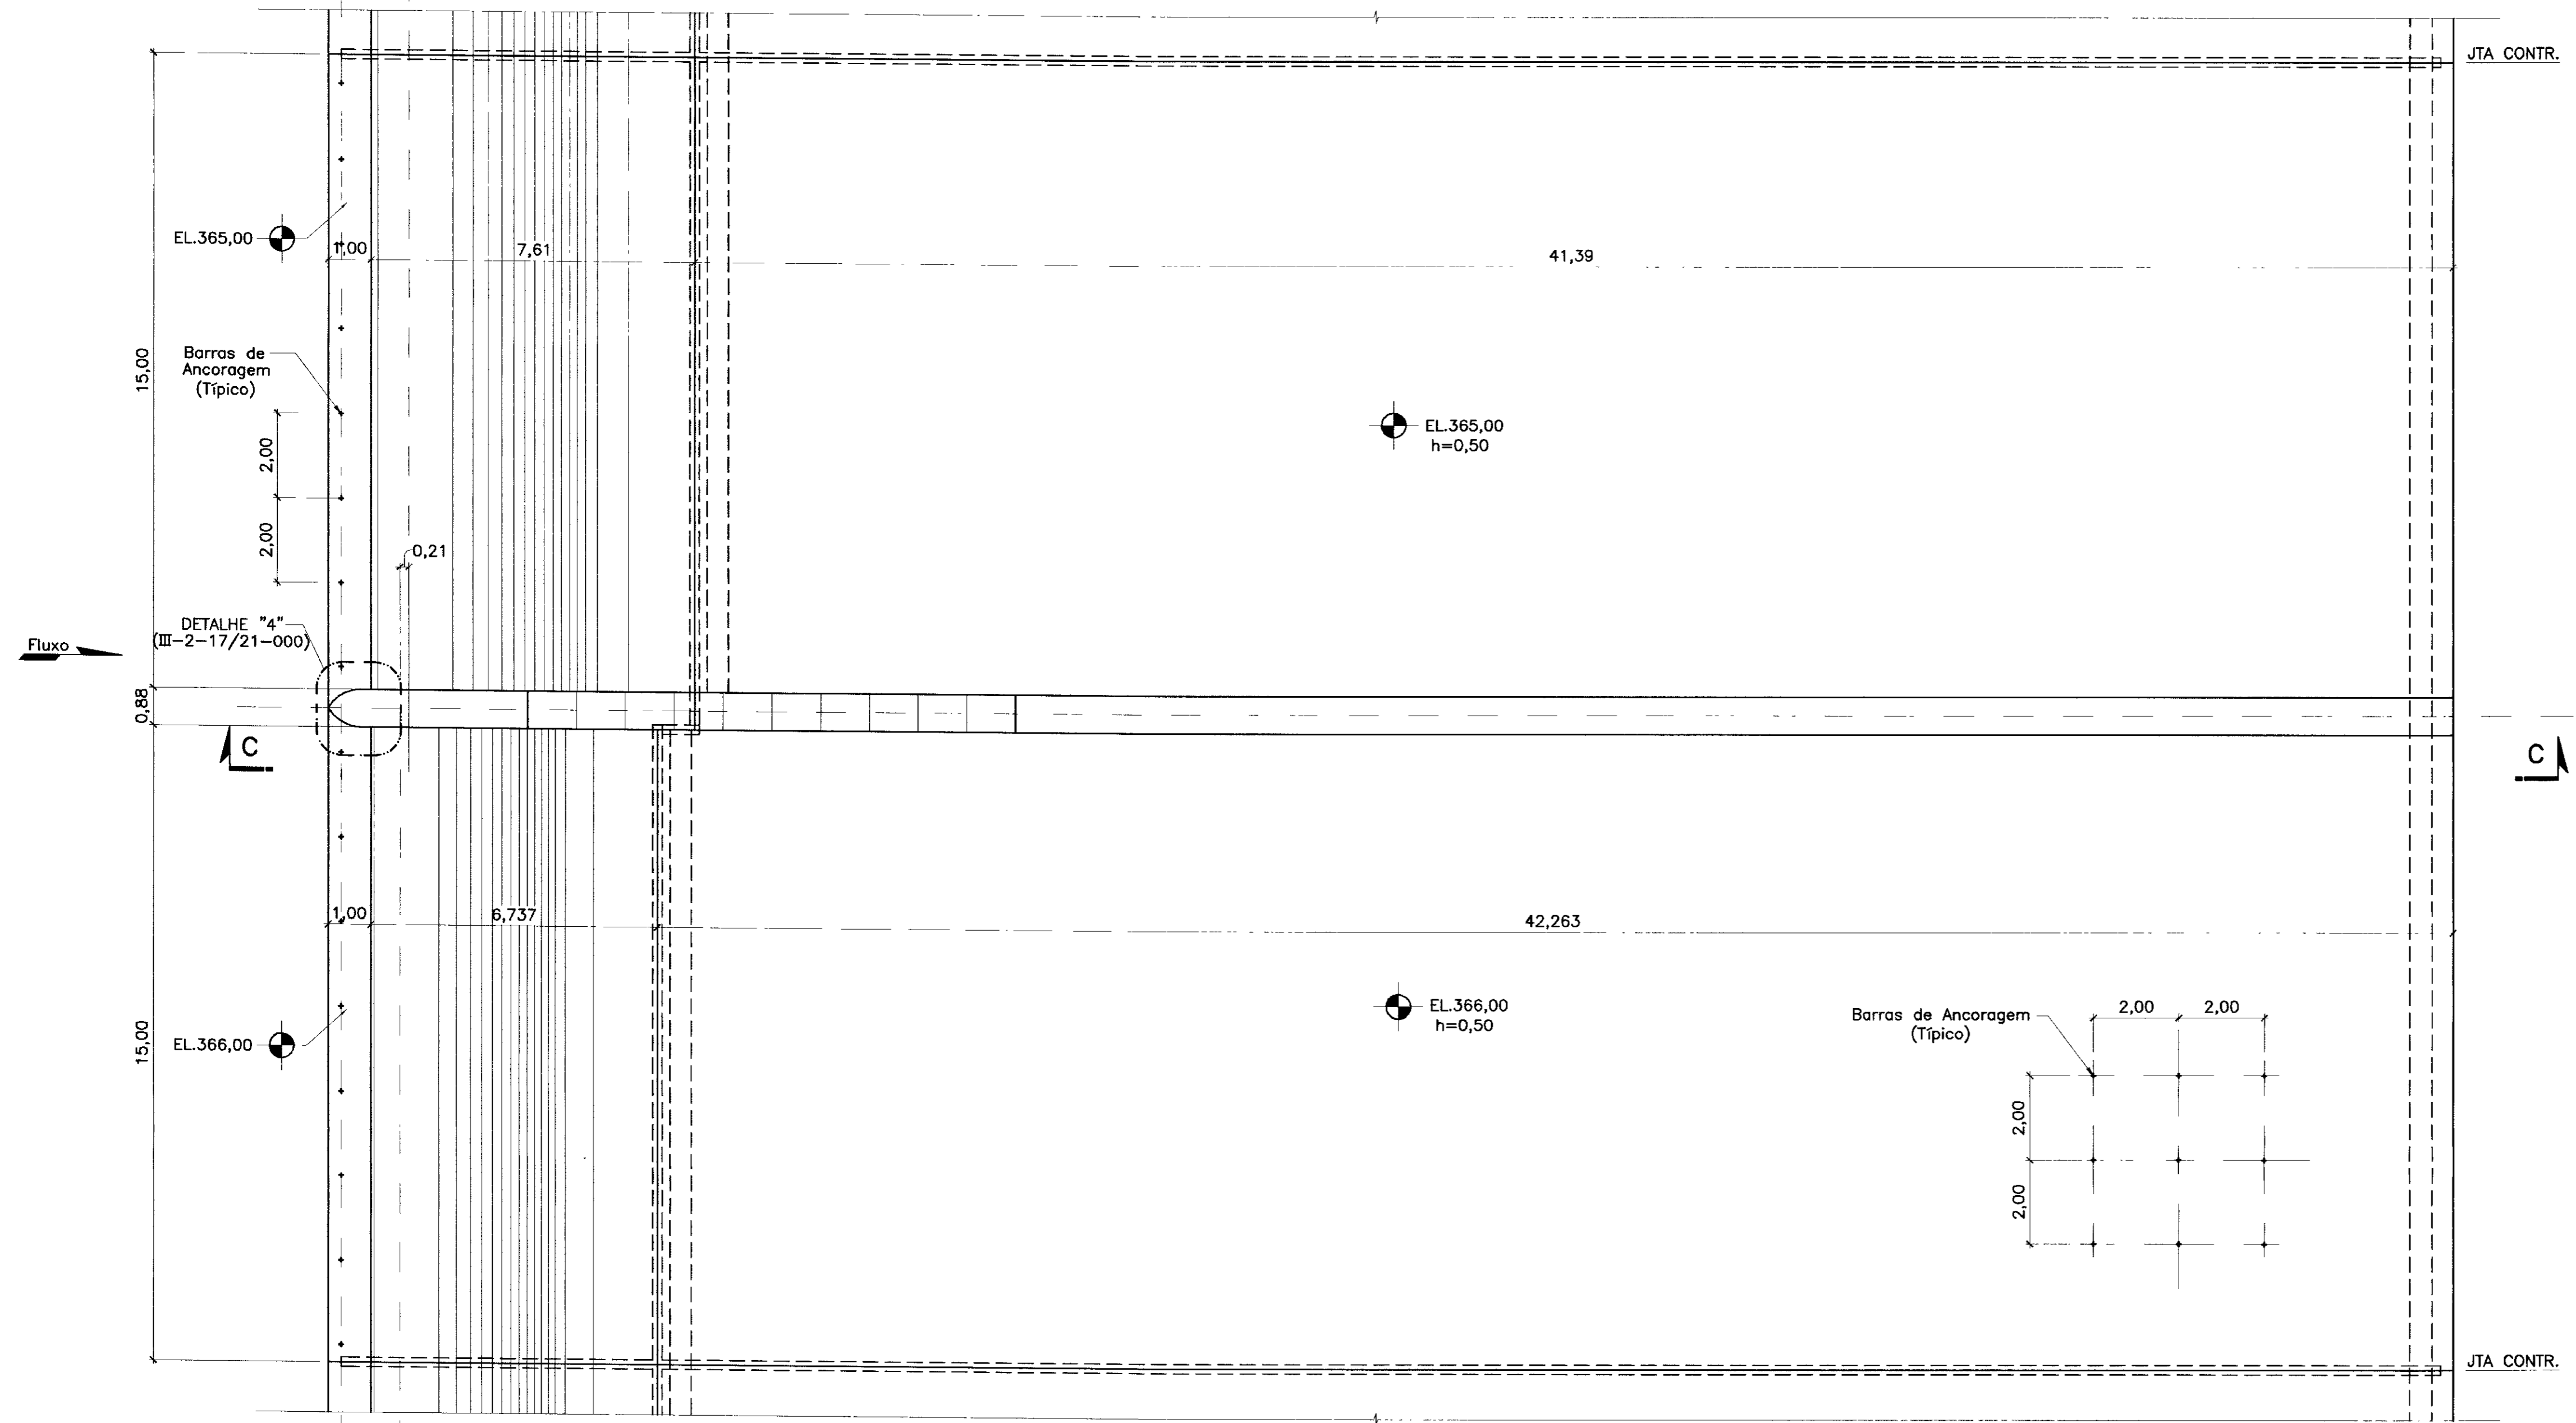 JTA CONTR.
EL.365,00
1,00
7,61
41,39
15,00
Barras de
Ancoragem
(Típico)
EL.365,00
h=0,50
2,00
2,00
0,21
DETALHE "4"
(III-2-17/21-000)
Fluxo
0,88
C
C
1,00
6,737
42,263
15,00
EL.366,00
EL.366,00
h=0,50
Barras de Ancoragem
(Típico)
2,00
2,00
2,00
2,00
JTA CONTR.